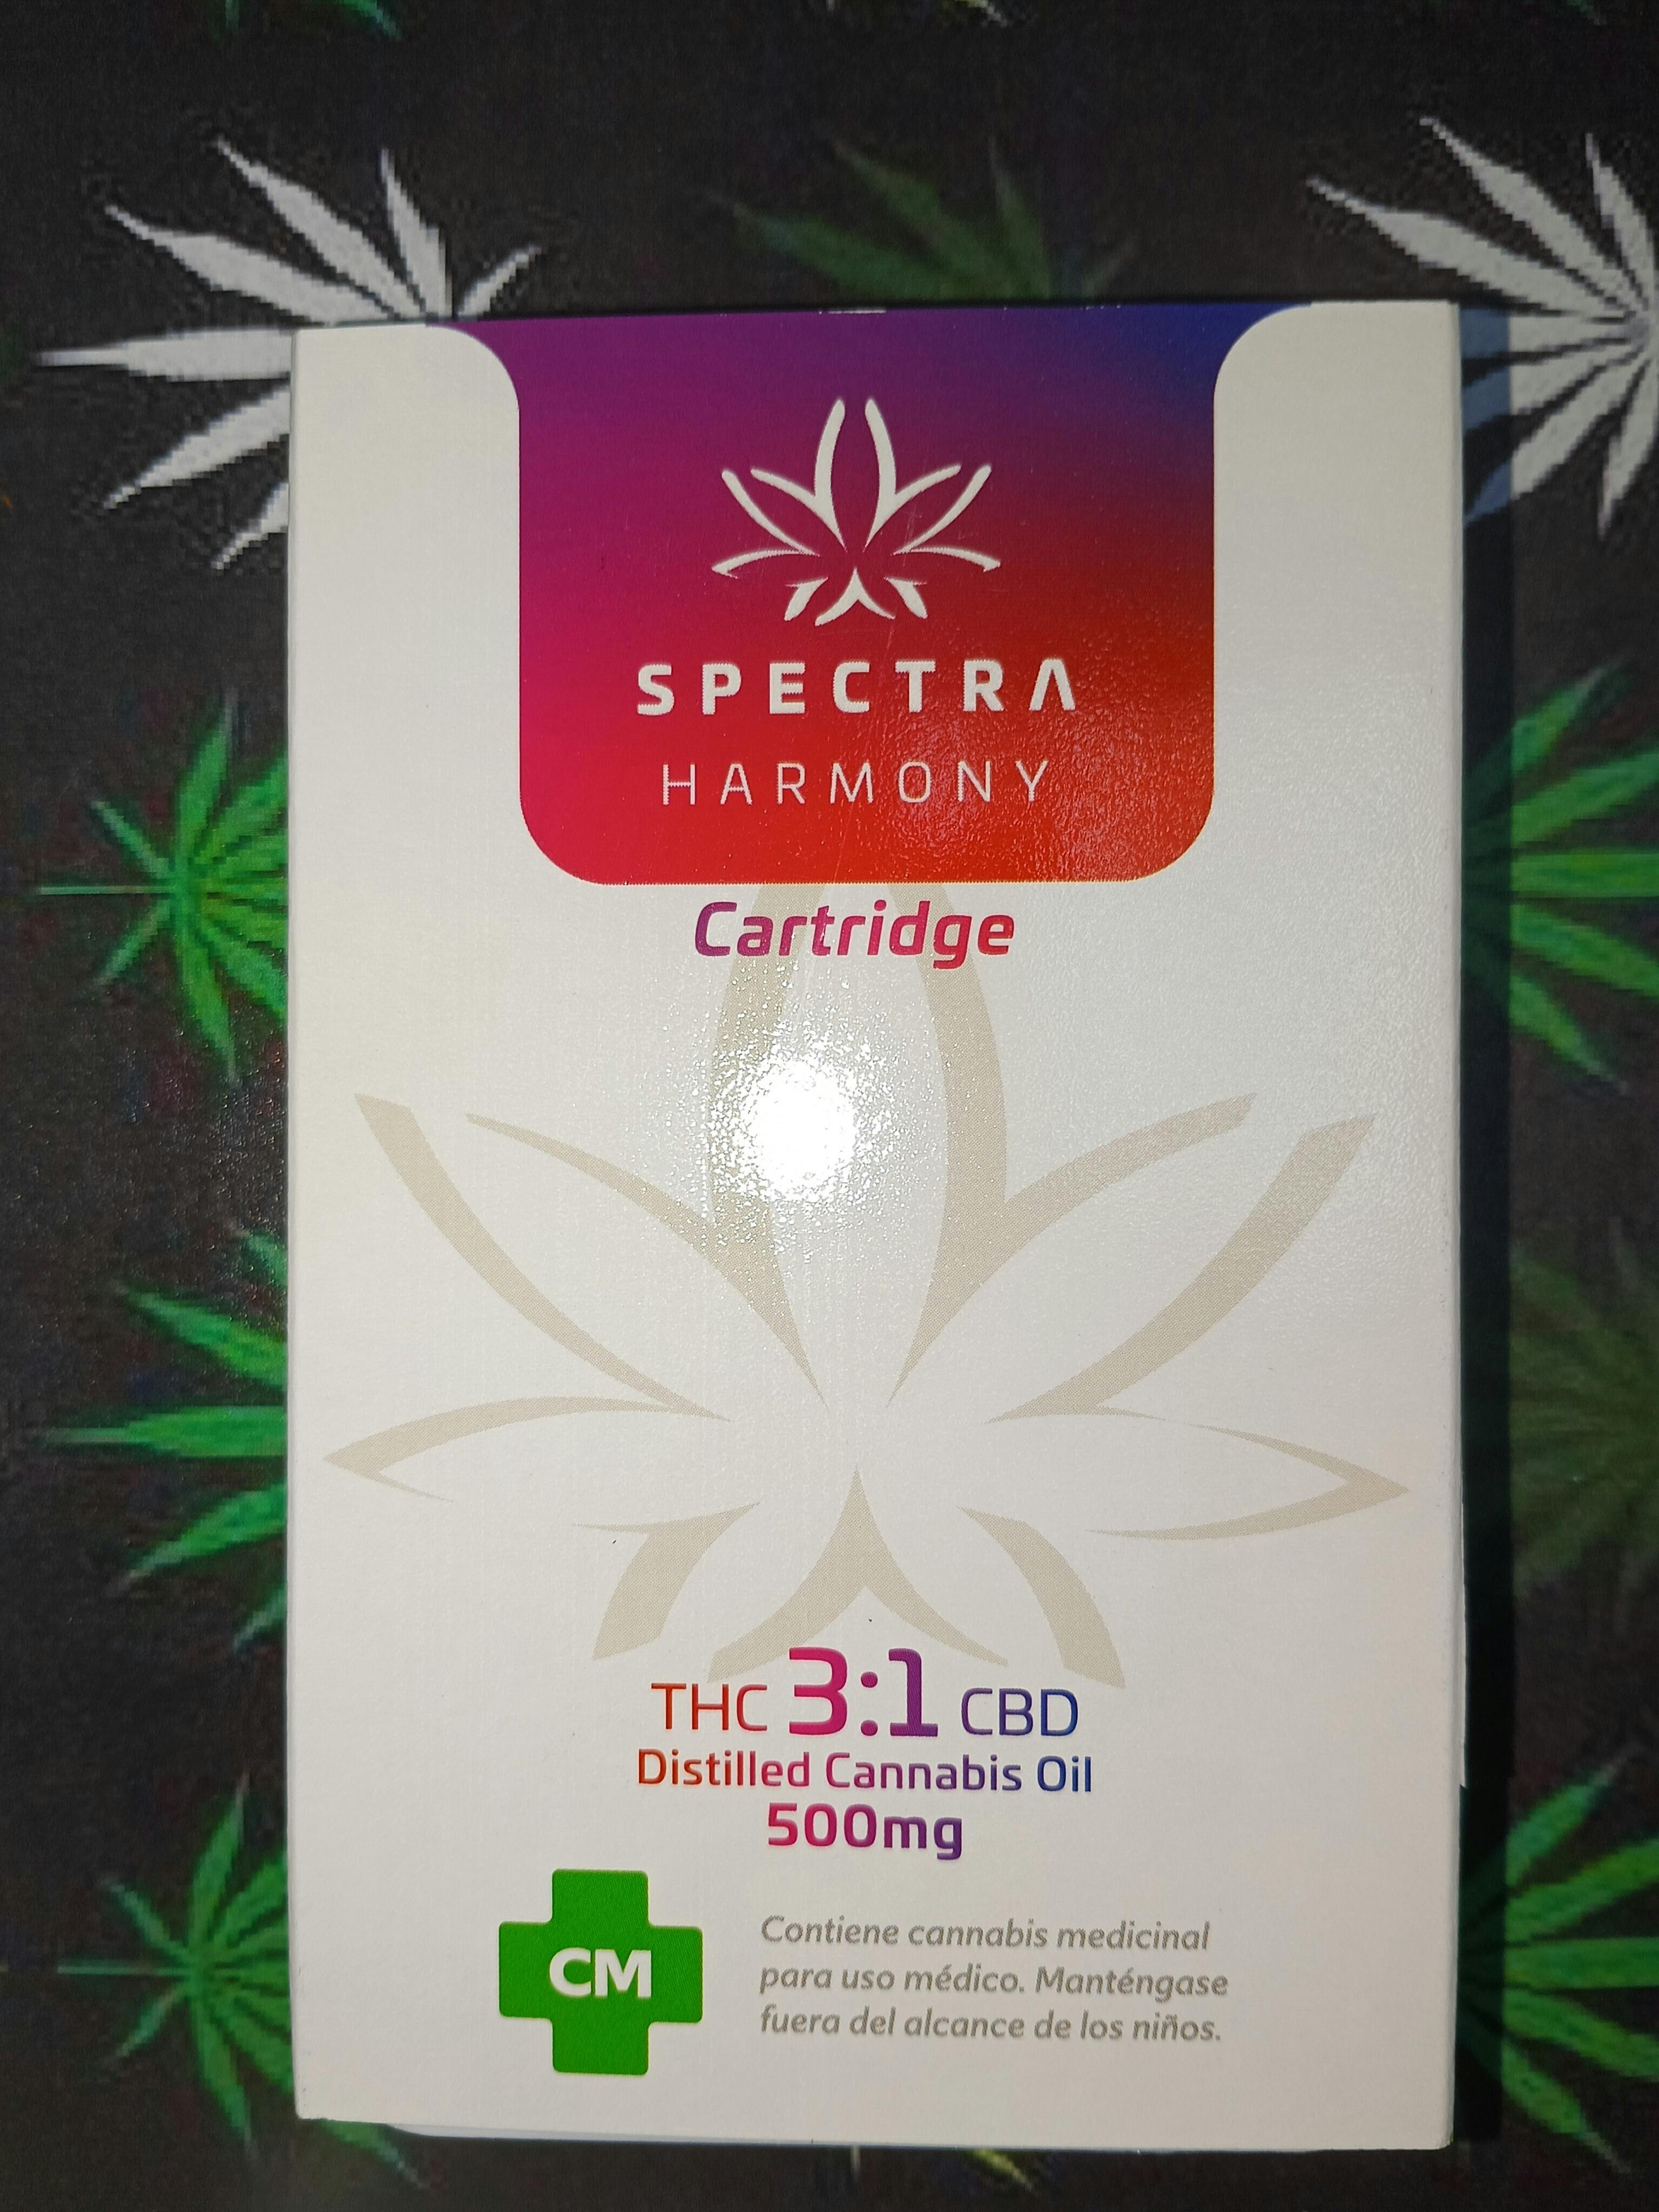 SPECTRA
HARMONY
Cartridge
THC 3:1 CBD
Distilled Cannabis Oil
500mg
CM
Contiene cannabis medicinal
para uso médico. Manténgase
fuera del alcance de los niños.